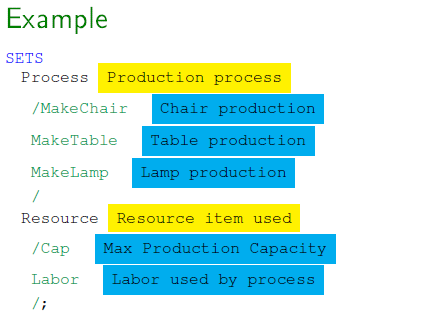 Example
SETS
Process Production process
/MakeChair Chair production
MakeTable Table production
MakeLamp Lamp production
/
Resource Resource item used
/Cap Max Production Capacity
Labor Labor used by process
/;